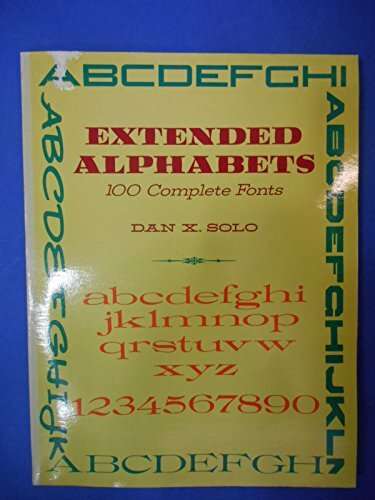 ABCDEFGHI
EXTENDED
ALPHABETS
100 Complete Fonts
DAN X. SOLO
abcdefghi
jklmnop
qrstuvw
xyz
1234567890
ABCDEFGHIJK
ABCDEFGHIJKL
ABCDEFGH